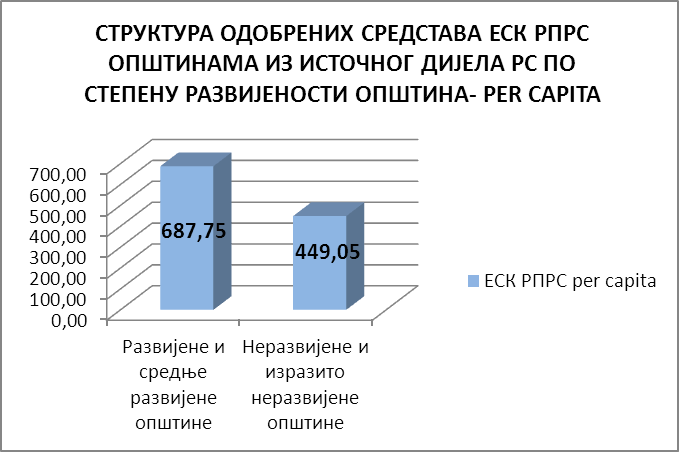 СТРУКТУРА ОДОБРЕНИХ СРЕДСТАВА ЕСК РПРС
ОПШТИНАМА ИЗ ИСТОЧНОГ ДИЈЕЛА РС ПО
СТЕПЕНУ РАЗВИЈЕНОСТИ ОПШТИНА- PER CAPITA
700,00
600,00
500,00
400,00
300,00
200,00
100,00
0,00
687,75
449,05
Развијене и
средње
развијене
општине
Неразвијене и
изразито
неразвијене
општине
ЕСК РПРС per capita